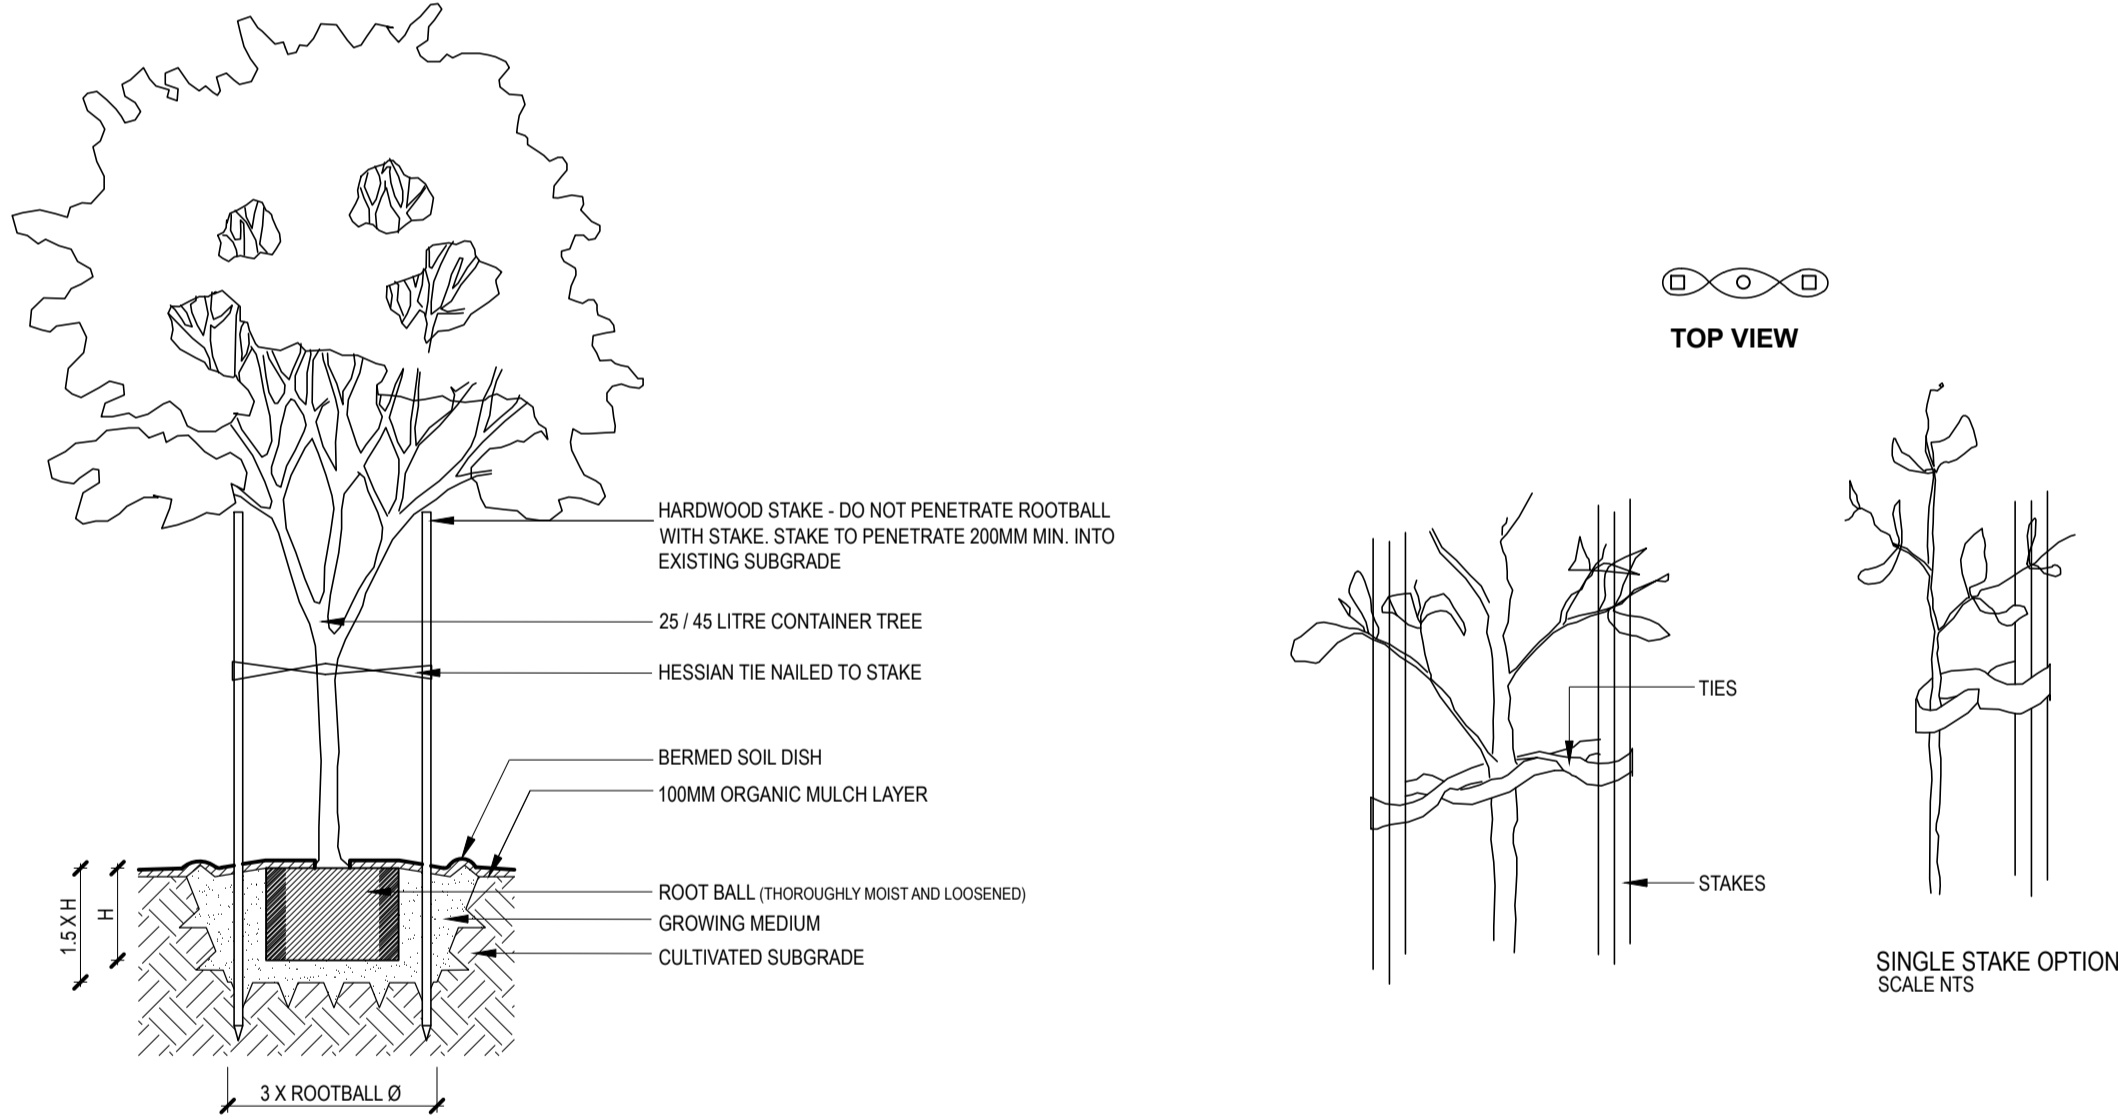 HARDWOOD STAKE - DO NOT PENETRATE ROOTBALL
WITH STAKE. STAKE TO PENETRATE 200MM MIN. INTO
EXISTING SUBGRADE
25 / 45 LITRE CONTAINER TREE
HESSIAN TIE NAILED TO STAKE
BERMED SOIL DISH
100MM ORGANIC MULCH LAYER
ROOT BALL (THOROUGHLY MOIST AND LOOSENED)
GROWING MEDIUM
CULTIVATED SUBGRADE
1.5 X H
H
3 X ROOTBALL Ø
TOP VIEW
TIES
STAKES
SINGLE STAKE OPTION
SCALE NTS